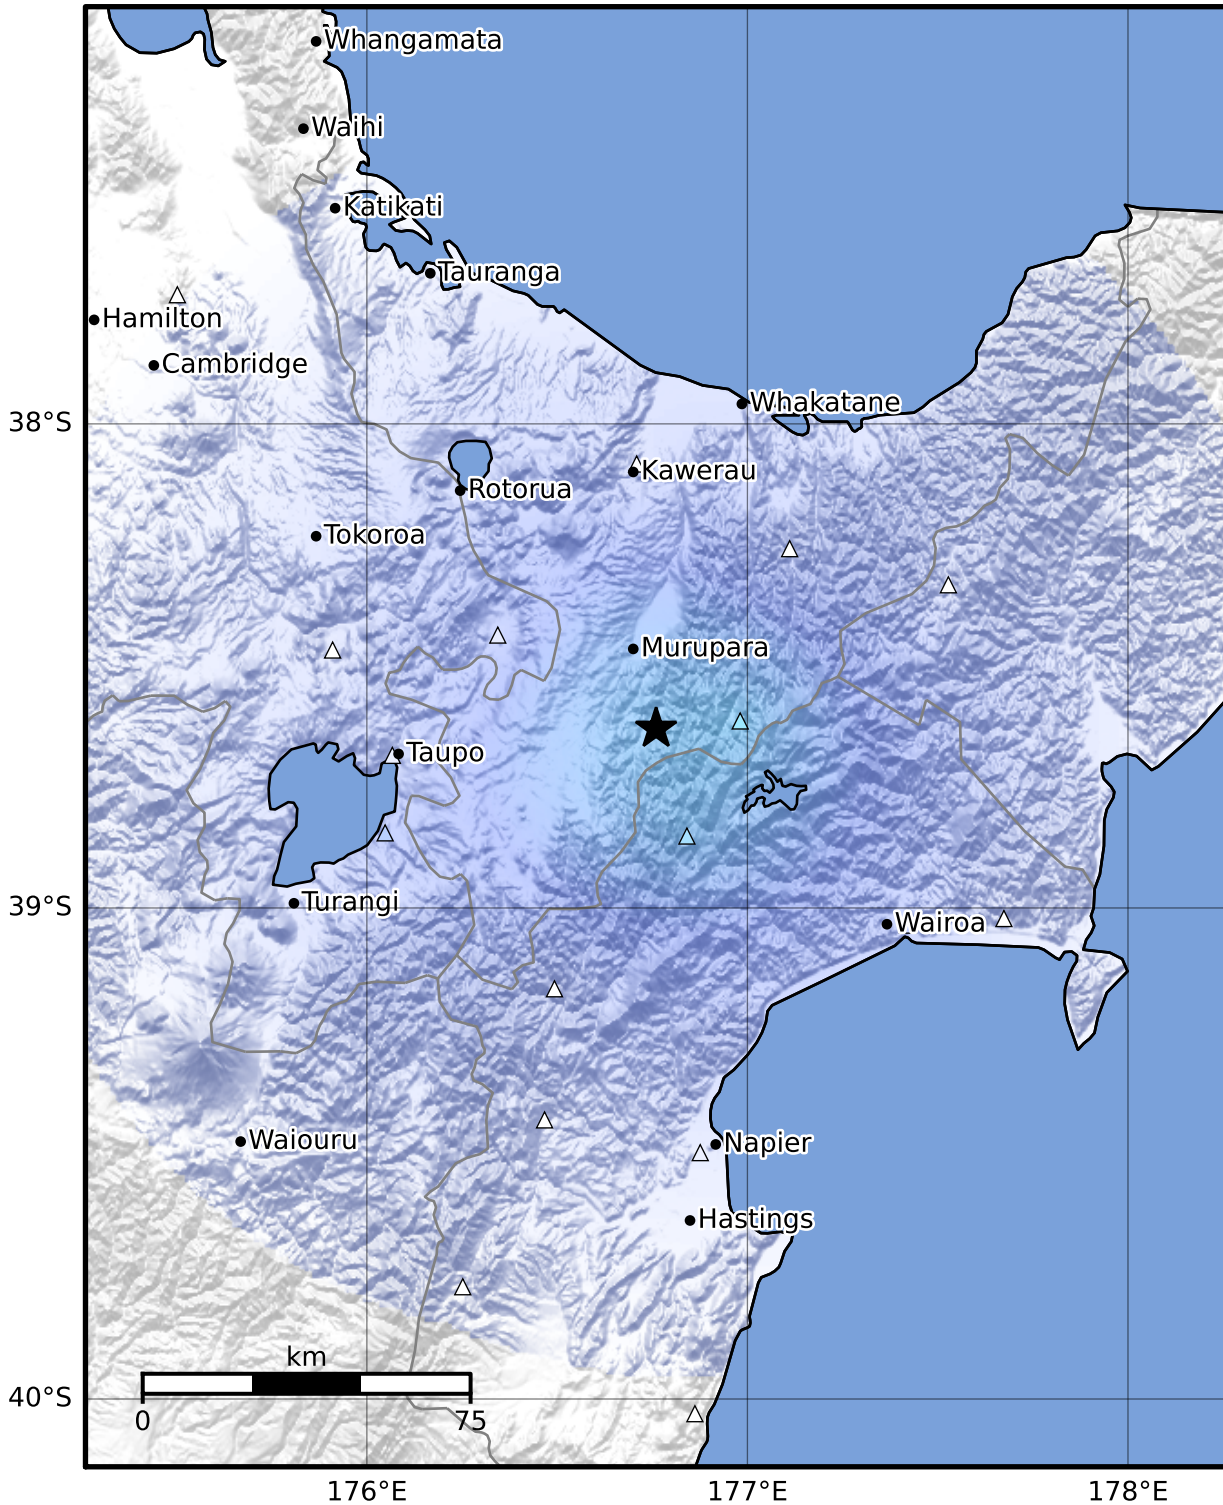 Whangamata
Waihi
Katikati
Tauranga
Hamilton
Cambridge
Whakatane
38°S
Kawerau
Rotorua
Tokoroa
Murupara
Taupo
Turangi
39°S
Wairoa
Waiouru
Napier
Hastings
km
40°S
0 75
176°E 177°E 178°E